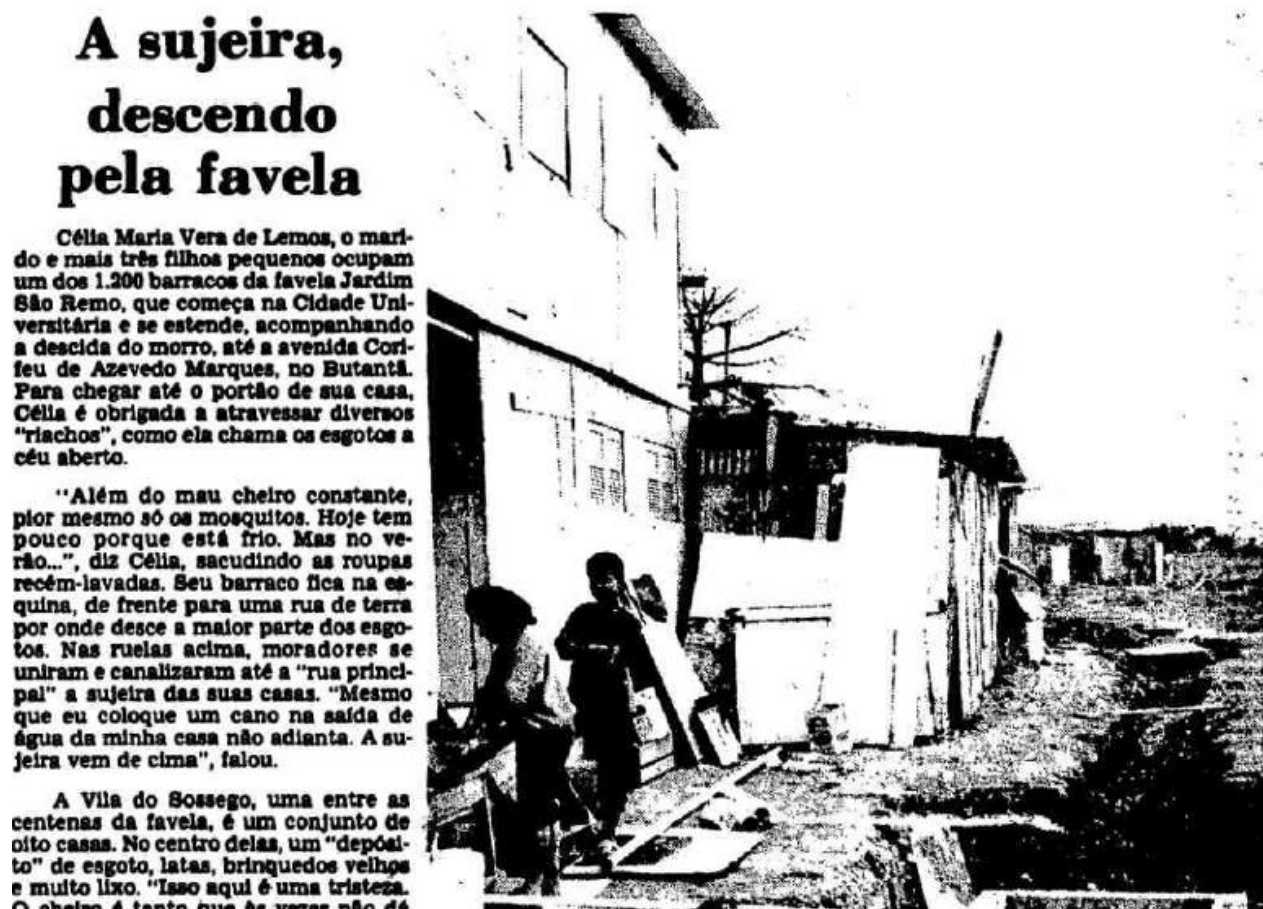 A sujeira,
descendo
pela favela
Célia Maria Vera de Lemos, o mari-
do e mais três filhos pequenos ocupam
um dos 1.200 barracos da favela Jardim
São Remo, que começa na Cidade Uni-
versitária e se estende, acompanhando
a descida do morro, até a avenida Cori-
feu de Azevedo Marques, no Butantã.
Para chegar até o portão de sua casa,
Célia é obrigada a atravessar diversos
"riachos", como ela chama os esgotos a
céu aberto.
"Além do mau cheiro constante,
pior mesmo só os mosquitos. Hoje tem
pouco porque está frio. Mas no ve-
rão...", diz Célia, sacudindo as roupas
recém-lavadas. Seu barraco fica na es-
quina, de frente para uma rua de terra
por onde desce a maior parte dos esgo-
tos. Nas ruelas acima, moradores se
uniram e canalizaram até a "rua princi-
pal" a sujeira das suas casas. "Mesmo
que eu coloque um cano na saída de
água da minha casa não adianta. A su-
jeira vem de cima", falou.
A Vila do Sossego, uma entre as
centenas da favela, é um conjunto de
oito casas. No centro delas, um "depósi-
to" de esgoto, latas, brinquedos velhos
e muito lixo. "Isso aqui é uma tristeza.
O cheiro é tanto que às vezes não dá